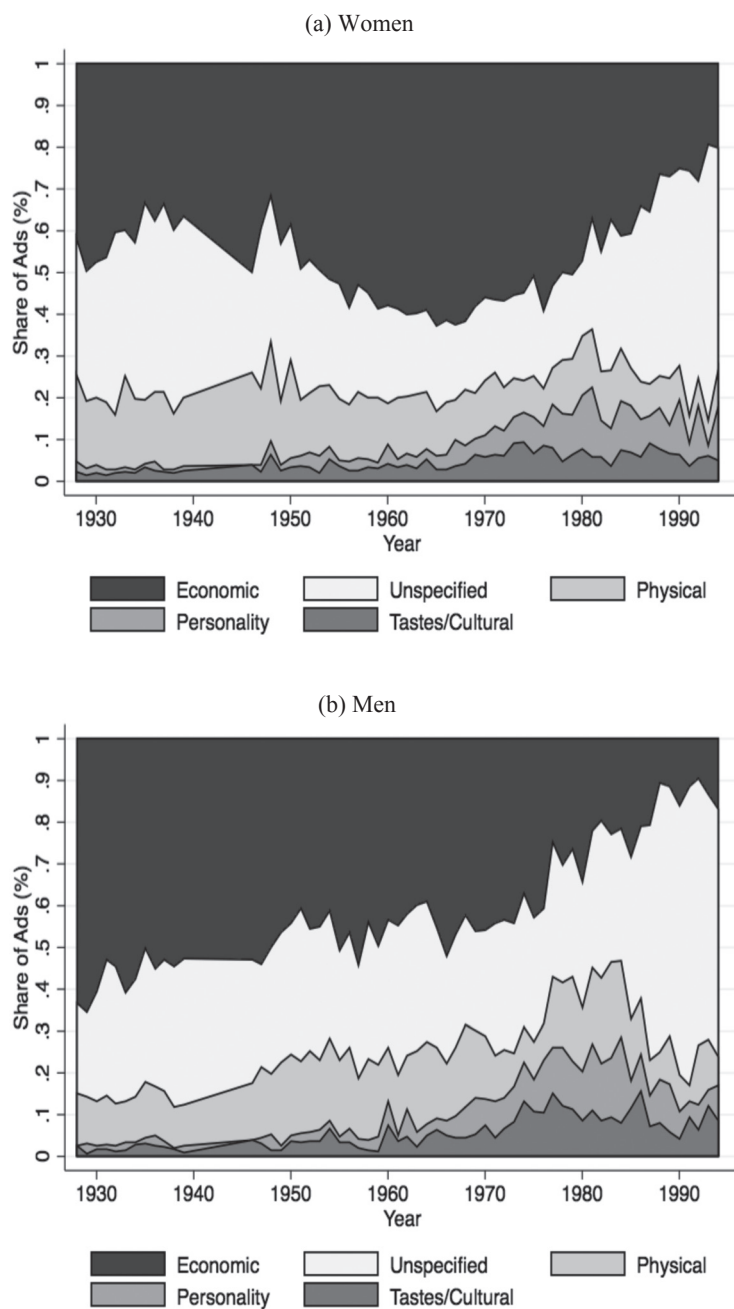 (a) Women
Share of Ads (%)
1
.9
.8
.7
.6
.5
.4
.3
.2
.1
0
1930 1940 1950 1960 1970 1980 1990
Year
Economic Unspecified Physical
Personality Tastes/Cultural
(b) Men
Share of Ads (%)
1
.9
.8
.7
.6
.5
.4
.3
.2
.1
0
1930 1940 1950 1960 1970 1980 1990
Year
Economic Unspecified Physical
Personality Tastes/Cultural